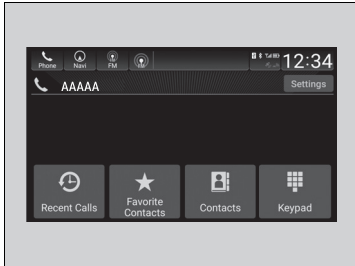 Phone Navi FM
12:34
AAAAA
Settings
Recent Calls
Favorite
Contacts
Contacts
Keypad